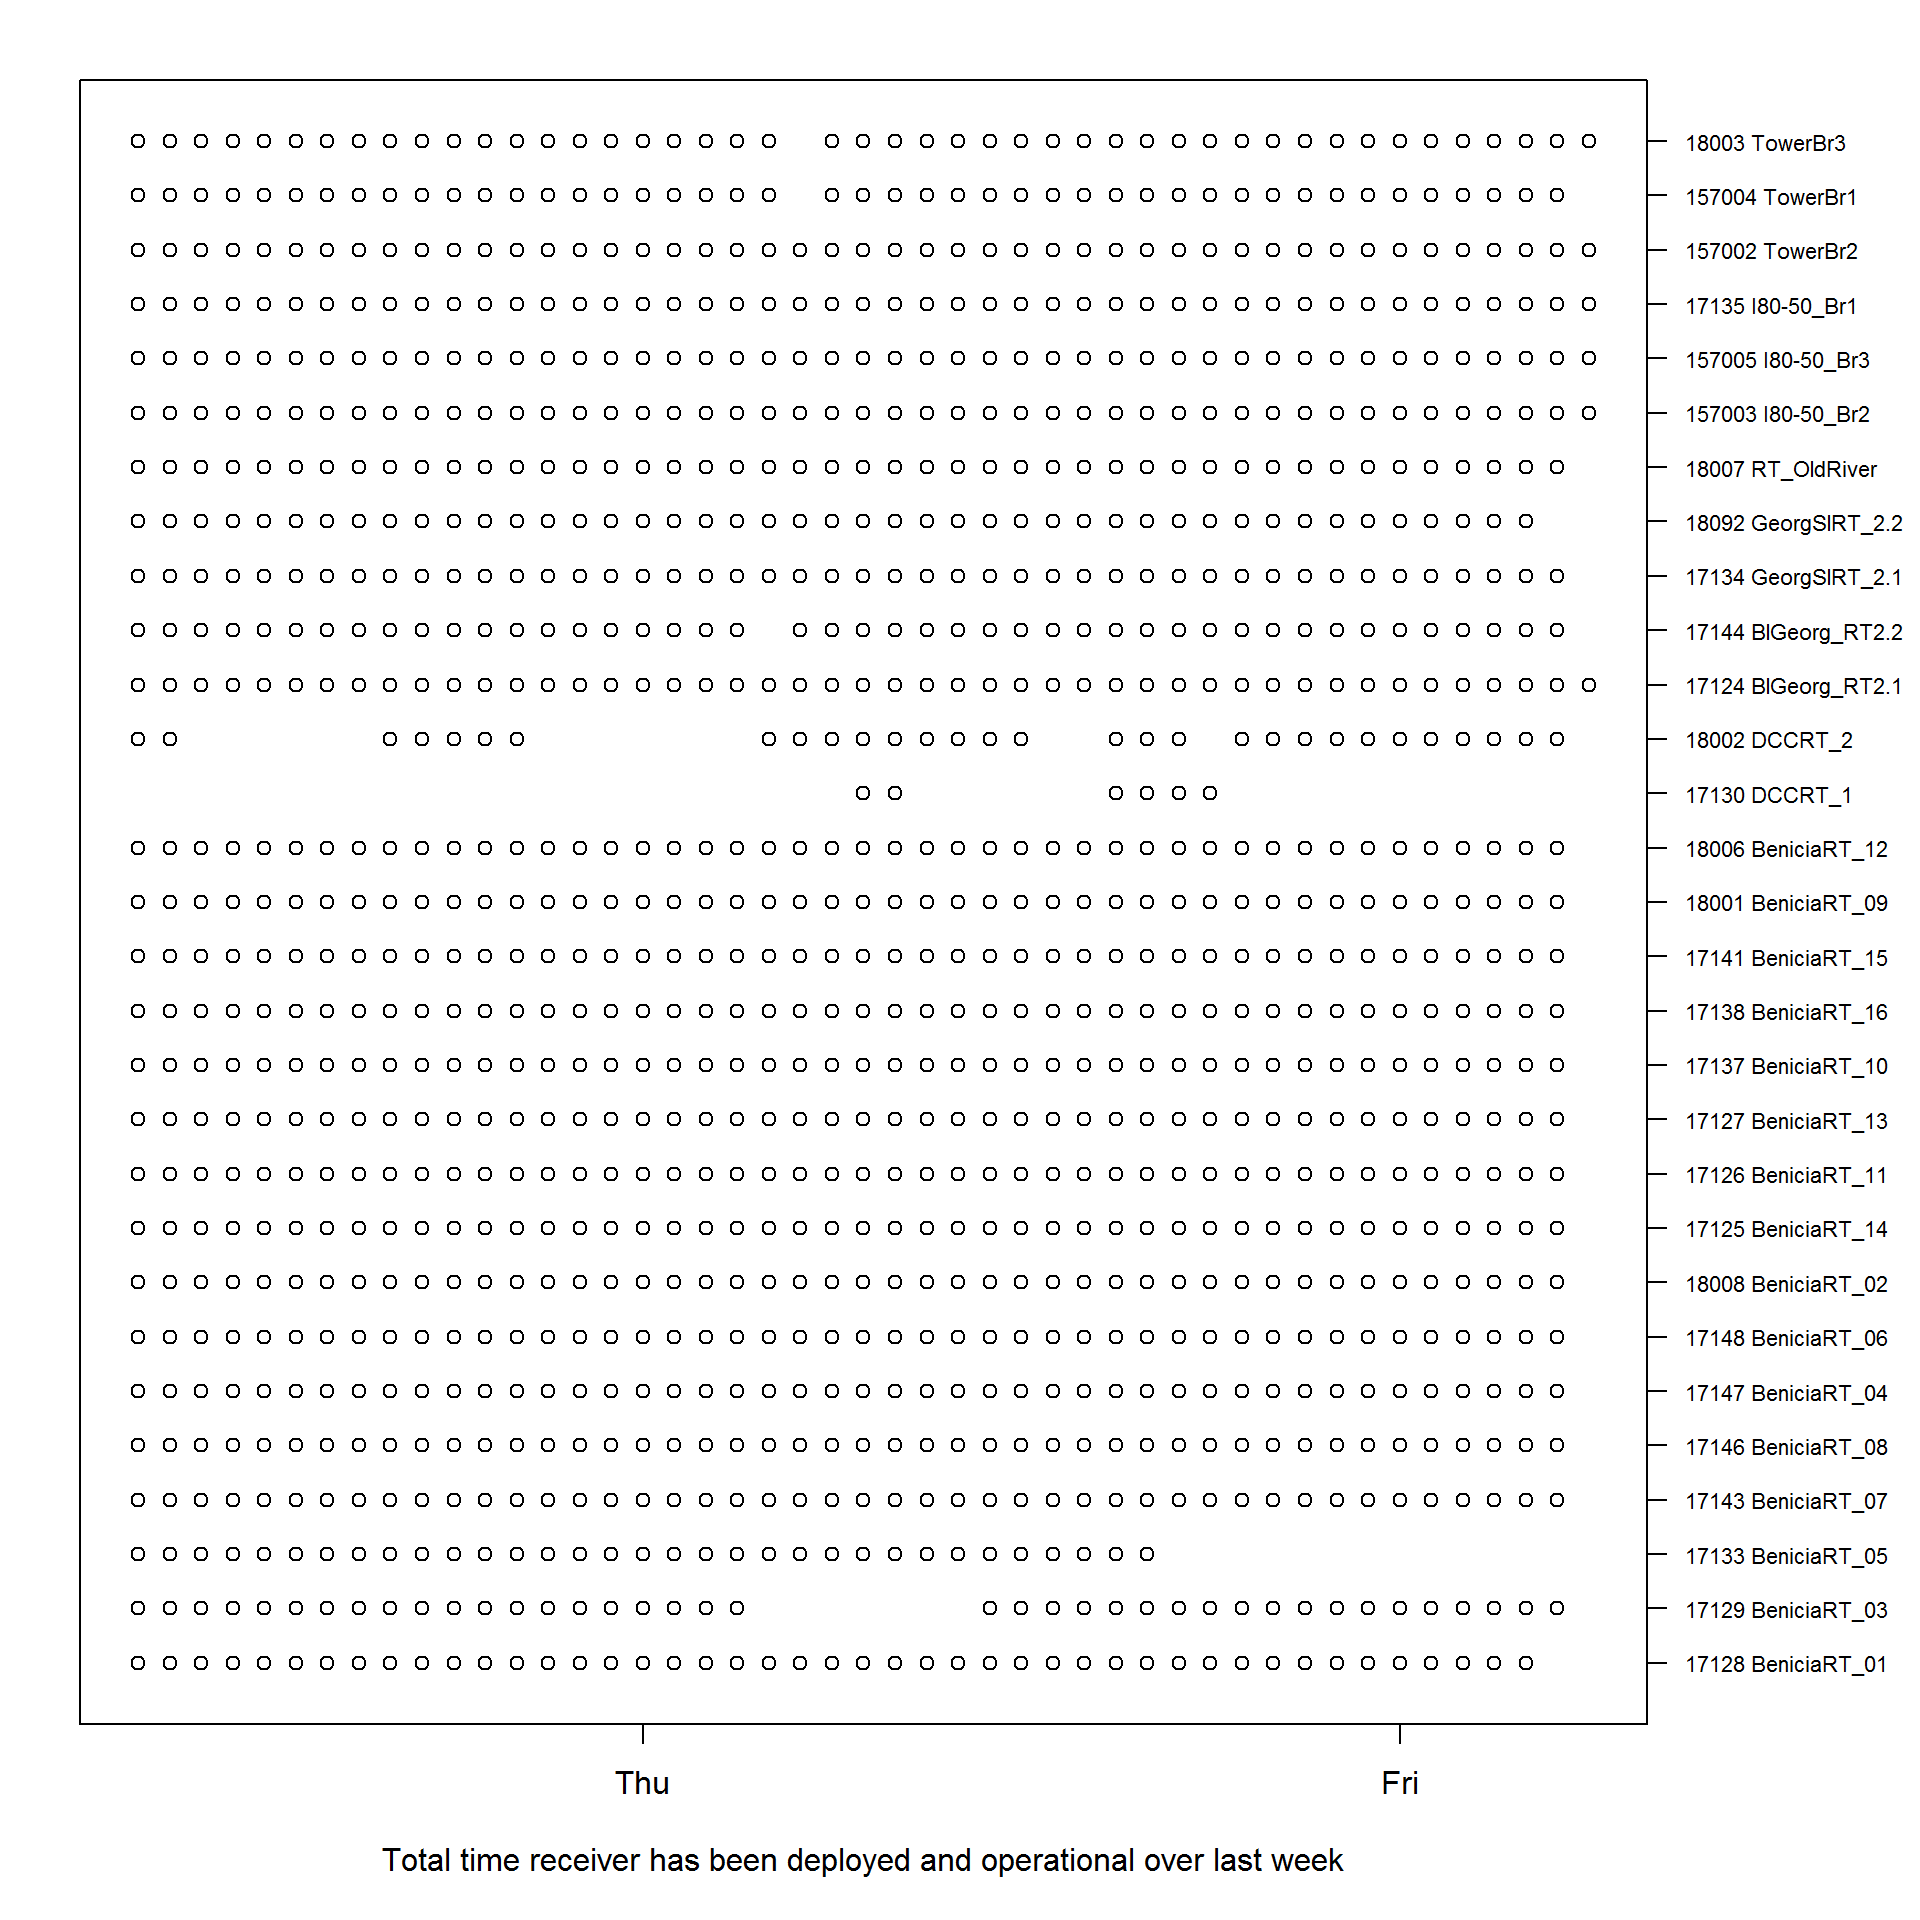 18003 TowerBr3
157004 TowerBr1
157002 TowerBr2
17135 I80-50_Br1
157005 I80-50_Br3
157003 I80-50_Br2
18007 RT_OldRiver
18092 GeorgSlRT_2.2
17134 GeorgSlRT_2.1
17144 BlGeorg_RT2.2
17124 BlGeorg_RT2.1
18002 DCCRT_2
17130 DCCRT_1
18006 BeniciaRT_12
18001 BeniciaRT_09
17141 BeniciaRT_15
17138 BeniciaRT_16
17137 BeniciaRT_10
17127 BeniciaRT_13
17126 BeniciaRT_11
17125 BeniciaRT_14
18008 BeniciaRT_02
17148 BeniciaRT_06
17147 BeniciaRT_04
17146 BeniciaRT_08
17143 BeniciaRT_07
17133 BeniciaRT_05
17129 BeniciaRT_03
17128 BeniciaRT_01
Thu Fri
Total time receiver has been deployed and operational over last week